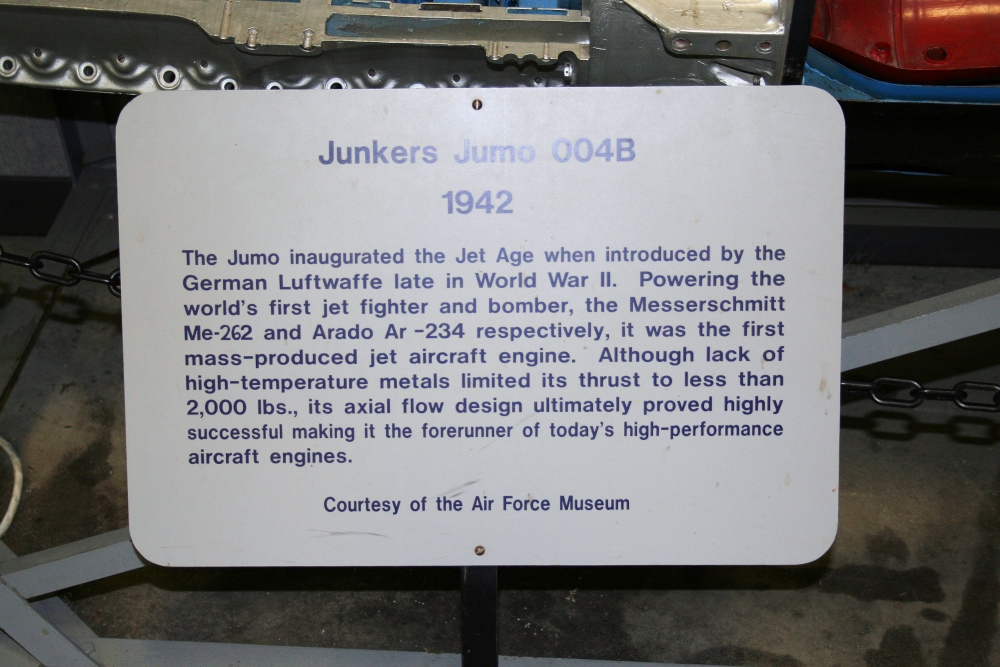 Junkers Jumo 004B
1942
The Jumo inaugurated the Jet Age when introduced by the
German Luftwaffe late in World War II. Powering the
world's first jet fighter and bomber, the Messerschmitt
Me-262 and Arado Ar -234 respectively, it was the first
mass-produced jet aircraft engine. Although lack of
high-temperature metals limited its thrust to less than
2,000 lbs., its axial flow design ultimately proved highly
successful making it the forerunner of today's high-performance
aircraft engines.
Courtesy of the Air Force Museum